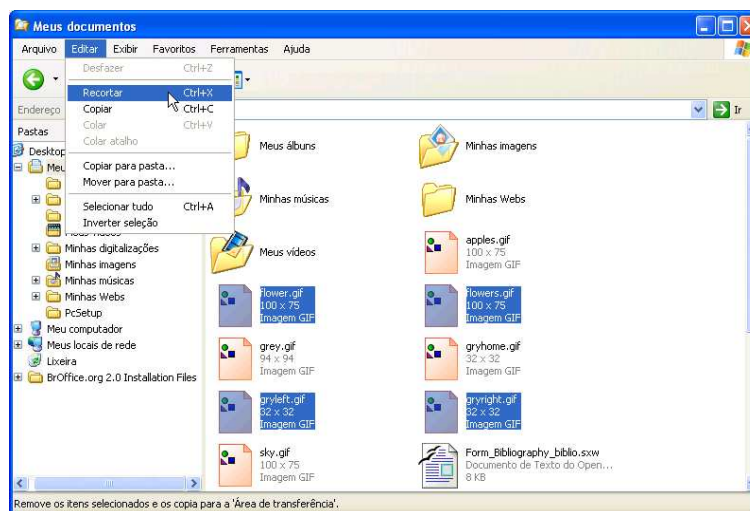 Meus documentos
Arquivo Editar Exibir Favoritos Ferramentas Ajuda
Desfazer Ctrl+Z
Recortar Ctrl+X
Copiar Ctrl+C
Colar Ctrl+V
Colar atalho
Copiar para pasta...
Mover para pasta...
Selecionar tudo Ctrl+A
Inverter seleção
Endereço
Ir
Pastas
Desktop
Minhas digitalizações
Minhas imagens
Minhas músicas
Minhas Webs
PcSetup
Meu computador
Meus locais de rede
Lixeira
BrOffice.org 2.0 Installation Files
Meus álbuns
Minhas imagens
Minhas músicas
Minhas Webs
Meus vídeos
apples.gif
100 x 75
Imagem GIF
flower.gif
100 x 75
Imagem GIF
flowers.gif
100 x 75
Imagem GIF
grey.gif
94 x 94
Imagem GIF
gryhome.gif
32 x 32
Imagem GIF
gryleft.gif
32 x 32
Imagem GIF
gryright.gif
32 x 32
Imagem GIF
sky.gif
100 x 75
Imagem GIF
Form_Bibliography_biblio.sxw
Documento de Texto do Open...
8 KB
Remove os itens selecionados e os copia para a 'Área de transferência'.